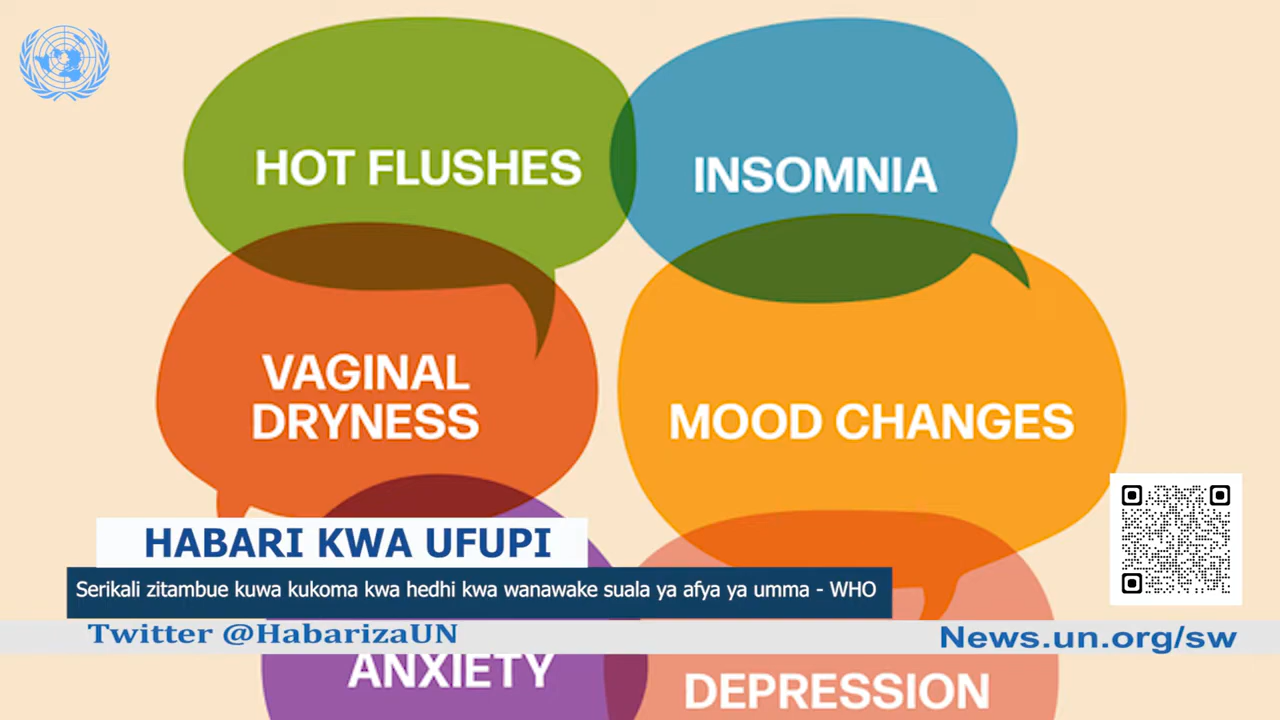 HOT FLUSHES
INSOMNIA
VAGINAL
DRYNESS
MOOD CHANGES
HABARI KWA UFUPI
Serikali zitambue kuwa kukoma kwa hedhi kwa wanawake suala ya afya ya umma - WHO
Twitter @HabarizaUN
News.un.org/sw
ANXIETY
DEPRESSION